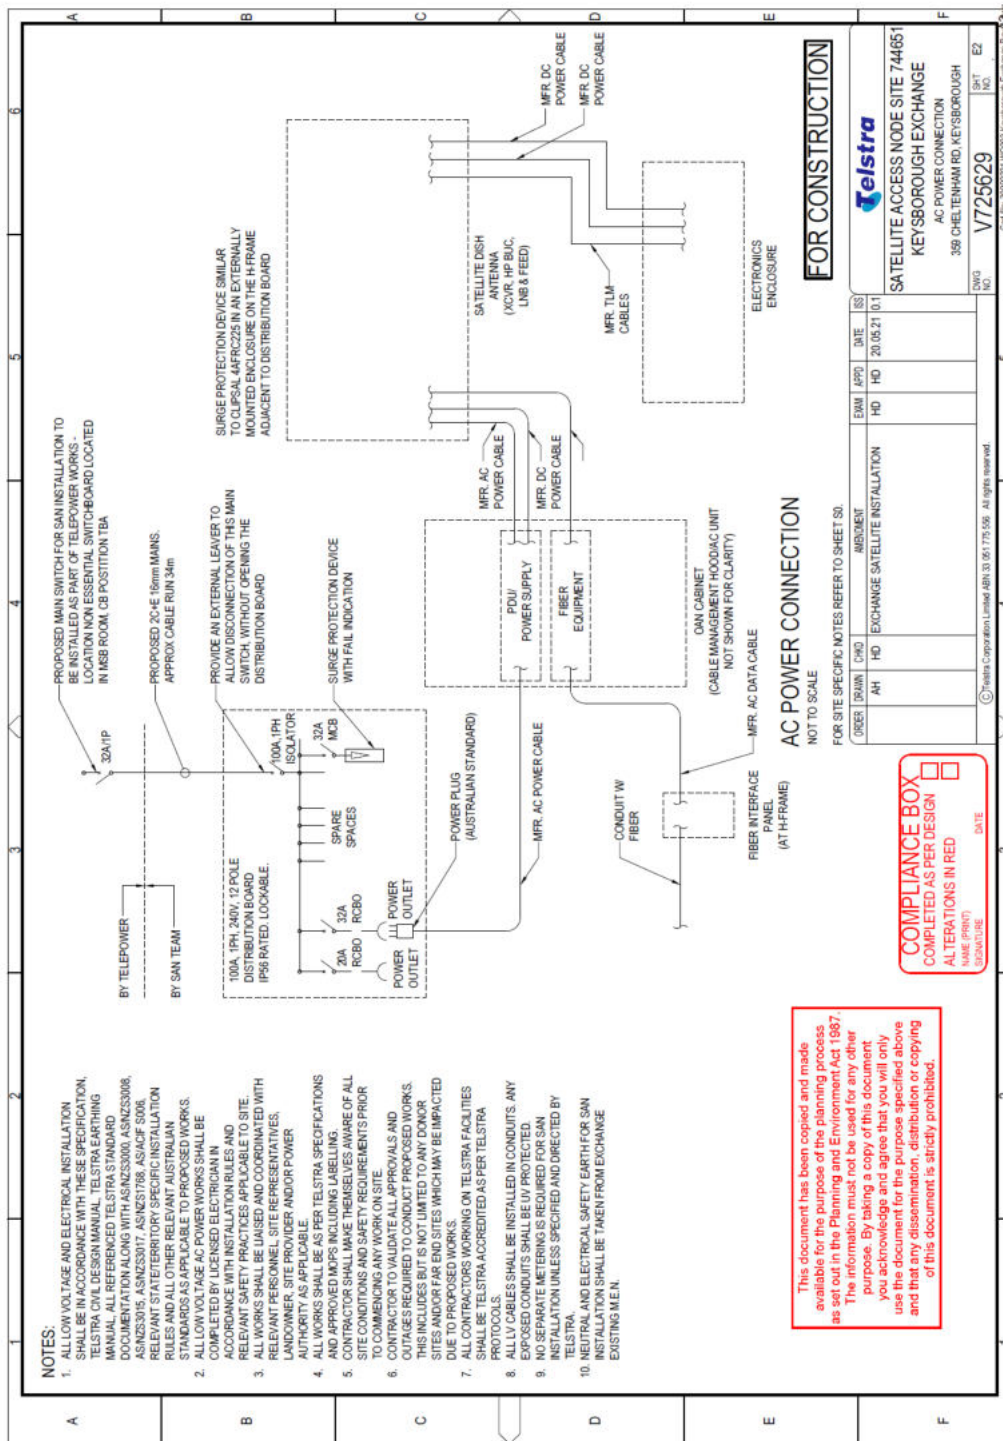 NOTES:
1. ALL LOW VOLTAGE AND ELECTRICAL INSTALLATION
SHALL BE IN ACCORDANCE WITH THESE SPECIFICATION,
TELSTRA CIVIL DESIGN MANUAL, TELSTRA EARTHING
MANUAL, ALL REFERENCED TELSTRA STANDARD
DOCUMENTATION ALONG WITH AS/NZS3000, AS/NZS3008,
AS/NZS3015, AS/NZS3017, AS/NZS1768, AS/ACIF S006,
RELEVANT STATE/TERRITORY SPECIFIC INSTALLATION
RULES AND ALL OTHER RELEVANT AUSTRALIAN
STANDARDS AS APPLICABLE TO PROPOSED WORKS.
2. ALL LOW VOLTAGE AC POWER WORKS SHALL BE
COMPLETED BY LICENSED ELECTRICIAN IN
ACCORDANCE WITH INSTALLATION RULES AND
RELEVANT SAFETY PRACTICES APPLICABLE TO SITE.
3. ALL WORKS SHALL BE LIAISED AND COORDINATED WITH
RELEVANT PERSONNEL, SITE REPRESENTATIVES,
LANDOWNER, SITE PROVIDER AND/OR POWER
AUTHORITY AS APPLICABLE.
4. ALL WORKS SHALL BE AS PER TELSTRA SPECIFICATIONS
AND APPROVED MOPS INCLUDING LABELLING.
5. CONTRACTOR SHALL MAKE THEMSELVES AWARE OF ALL
SITE CONDITIONS AND SAFETY REQUIREMENTS PRIOR
TO COMMENCING ANY WORK ON SITE.
6. CONTRACTOR TO VALIDATE ALL APPROVALS AND
OUTAGES REQUIRED TO CONDUCT PROPOSED WORKS.
THIS INCLUDES BUT IS NOT LIMITED TO ANY DONOR
SITES AND/OR FAR END SITES WHICH MAY BE IMPACTED
DUE TO PROPOSED WORKS.
7. ALL CONTRACTORS WORKING ON TELSTRA FACILITIES
SHALL BE TELSTRA ACCREDITED AS PER TELSTRA
PROTOCOLS.
8. ALL LV CABLES SHALL BE INSTALLED IN CONDUITS. ANY
EXPOSED CONDUITS SHALL BE UV PROTECTED.
9. NO SEPARATE METERING IS REQUIRED FOR SAN
INSTALLATION UNLESS SPECIFIED AND DIRECTED BY
TELSTRA.
10. NEUTRAL AND ELECTRICAL SAFETY EARTH FOR SAN
INSTALLATION SHALL BE TAKEN FROM EXCHANGE
EXISTING M.E.N.
BY TELEPOWER
BY SAN TEAM
32A/1P
PROPOSED MAIN SWITCH FOR SAN INSTALLATION TO
BE INSTALLED AS PART OF TELEPOWER WORKS -
LOCATION NON ESSENTIAL SWITCHBOARD LOCATED
IN MSB ROOM, CB POSTITION TBA
PROPOSED 2C+E 16mm MAINS.
APPROX CABLE RUN 34m
PROVIDE AN EXTERNAL LEAVER TO
ALLOW DISCONNECTION OF THIS MAIN
SWITCH, WITHOUT OPENING THE
DISTRIBUTION BOARD
100A, 1PH, 240V, 12 POLE
DISTRIBUTION BOARD
IP56 RATED. LOCKABLE.
100A,1PH
ISOLATOR
20A
RCBO
32A
RCBO
SPARE
SPACES
32A
MCB
SURGE PROTECTION DEVICE
WITH FAIL INDICATION
POWER
OUTLET
POWER
OUTLET
POWER PLUG
(AUSTRALIAN STANDARD)
SURGE PROTECTION DEVICE SIMILAR
TO CLIPSAL 4AFRC225 IN AN EXTERNALLY
MOUNTED ENCLOSURE ON THE H-FRAME
ADJACENT TO DISTRIBUTION BOARD
MFR. AC POWER CABLE
PDU/
POWER SUPPLY
FIBER
EQUIPMENT
OAN CABINET
(CABLE MANAGEMENT HOOD/AC UNIT
NOT SHOWN FOR CLARITY)
MFR. AC
POWER CABLE
MFR. DC
POWER CABLE
SATELLITE DISH
ANTENNA
(XCVR, HP BUC,
LNB & FEED)
MFR. DC
POWER CABLE
MFR. DC
POWER CABLE
MFR. TLM
CABLES
ELECTRONICS
ENCLOSURE
CONDUIT W/
FIBER
FIBER INTERFACE
PANEL
(AT H-FRAME)
MFR. AC DATA CABLE
AC POWER CONNECTION
NOT TO SCALE
FOR SITE SPECIFIC NOTES REFER TO SHEET S0.
FOR CONSTRUCTION
This document has been copied and made
available for the purpose of the planning process
as set out in the Planning and Environment Act 1987.
The information must not be used for any other
purpose. By taking a copy of this document
you acknowledge and agree that you will only
use the document for the purpose specified above
and that any dissemination, distribution or copying
of this document is strictly prohibited.
COMPLIANCE BOX
COMPLETED AS PER DESIGN
ALTERATIONS IN RED
NAME (PRINT)
SIGNATURE DATE
ORDER DRAWN CHKD AMENDMENT EXAM APPD DATE ISS
AH HD EXCHANGE SATELLITE INSTALLATION HD HD 20.05.21 0.1
© Telstra Corporation Limited ABN 33 051 775 556 All rights reserved.
Telstra
SATELLITE ACCESS NODE SITE 744651
KEYSBOROUGH EXCHANGE
AC POWER CONNECTION
359 CHELTENHAM RD, KEYSBOROUGH
DWG NO. V725629 SHT NO. E2
1 2 3 4 5 6
A B C D E F